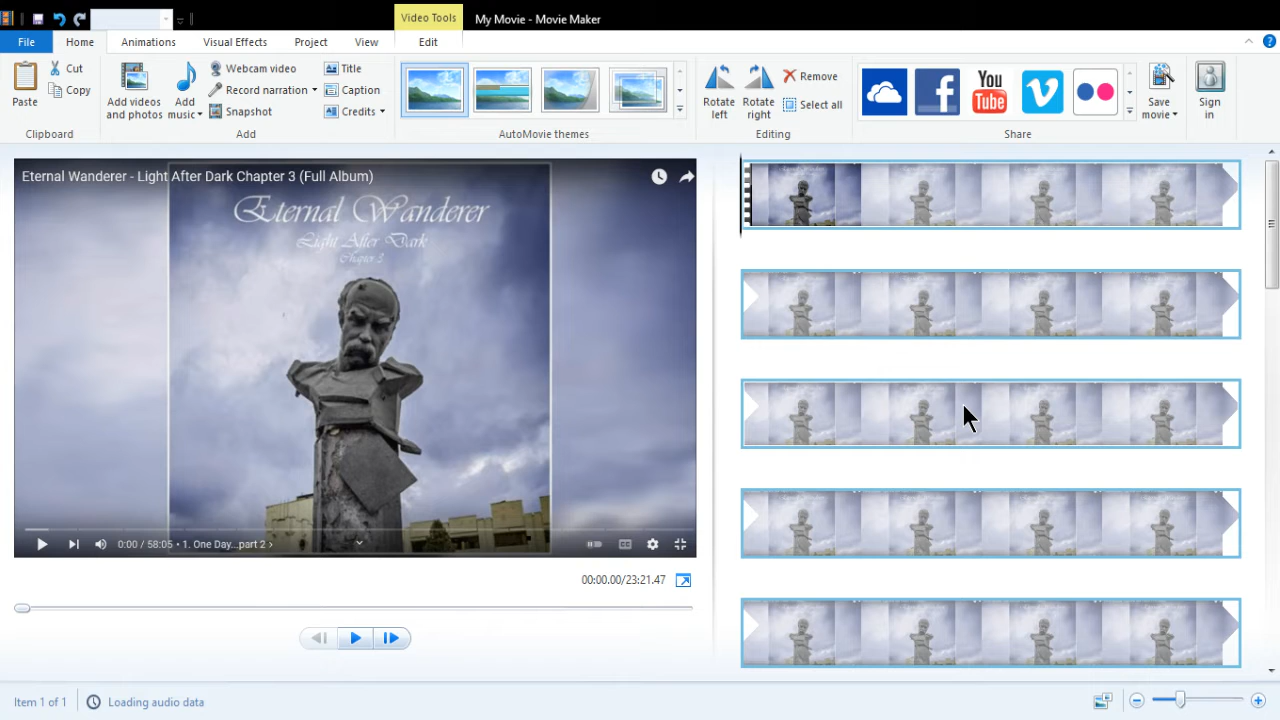 Video Tools
My Movie - Movie Maker
File
Home
Animations
Visual Effects
Project
View
Edit
Paste
Cut
Copy
Clipboard
Add videos
and photos
Add
music
Webcam video
Record narration
Snapshot
Title
Caption
Credits
Add
AutoMovie themes
Rotate
left
Rotate
right
Remove
Select all
Editing
f
You
Tube
Share
Save
movie
Sign
in
Eternal Wanderer - Light After Dark Chapter 3 (Full Album)
Eternal Wanderer
Light After Dark
Chapter 3
0:00 / 58:05 • 1. One Day...part 2 ›
CC
00:00.00/23:21.47
Item 1 of 1
Loading audio data